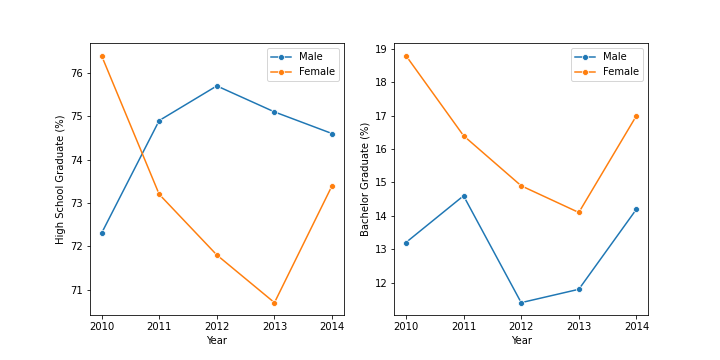 High School Graduate (%)
76
75
74
73
72
71
Male
Female
2010 2011 2012 2013 2014
Year
Bachelor Graduate (%)
19
18
17
16
15
14
13
12
Male
Female
2010 2011 2012 2013 2014
Year